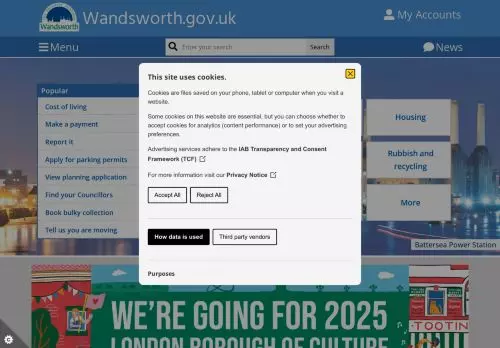 Wandsworth
Wandsworth.gov.uk
My Accounts
Menu
Enter your search
Search
News
Popular
Cost of living
Make a payment
Report it
Apply for parking permits
View planning application
Find your Councillors
Book bulky collection
Tell us you are moving
This site uses cookies.
Cookies are files saved on your phone, tablet or computer when you visit a
website.
Some cookies on this website are essential, but you can choose whether to
accept cookies for analytics (content performance) or to set your advertising
preferences.
Advertising services adhere to the IAB Transparency and Consent
Framework (TCF)
For more information visit our Privacy Notice
Accept All
Reject All
How data is used
Third party vendors
Purposes
Housing
Rubbish and
recycling
More
Battersea Power Station
WE'RE GOING FOR 2025
LONDON BOROUGH OF CULTURE
TOOTIN